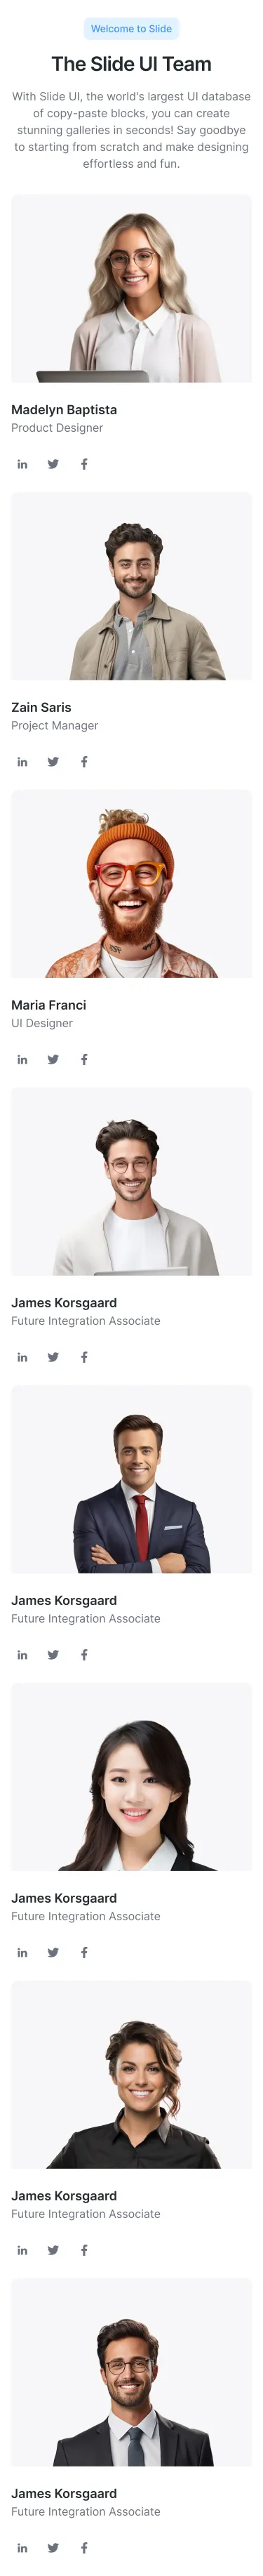 Welcome to Slide
The Slide UI Team
With Slide UI, the world's largest UI database
of copy-paste blocks, you can create
stunning galleries in seconds! Say goodbye
to starting from scratch and make designing
effortless and fun.
Madelyn Baptista
Product Designer
Zain Saris
Project Manager
Maria Franci
UI Designer
James Korsgaard
Future Integration Associate
James Korsgaard
Future Integration Associate
James Korsgaard
Future Integration Associate
James Korsgaard
Future Integration Associate
James Korsgaard
Future Integration Associate